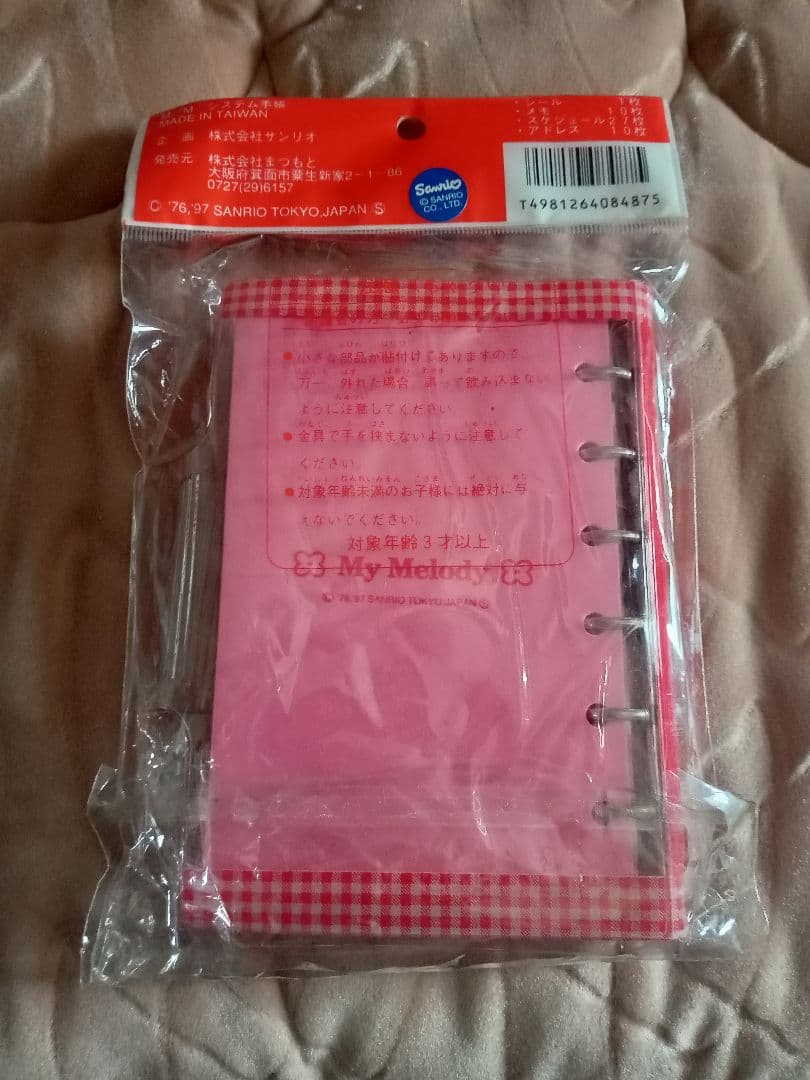 M. M システム手帳
MADE IN TAIWAN
企 画 株式会社サンリオ
発売元 株式会社まつもと
大阪府箕面市粟生新家2-1-86
0727(29)6157
© '76,'97 SANRIO TOKYO,JAPAN Ⓢ
Sanrio
© SANRIO
CO., LTD.
・シール 1枚
・メモ 10枚
・スケジュール27枚
・アドレス 10枚
T4981264084875
●小さな部品が貼付けてありますので、
万一、外れた場合、誤って飲み込まない
ように注意してください。
●金具で手を挟まないように注意して
ください。
●対象年齢未満のお子様には絶対に与
えないでください。
対象年齢3才以上
My Melody
© '76,'97 SANRIO TOKYO,JAPAN Ⓢ